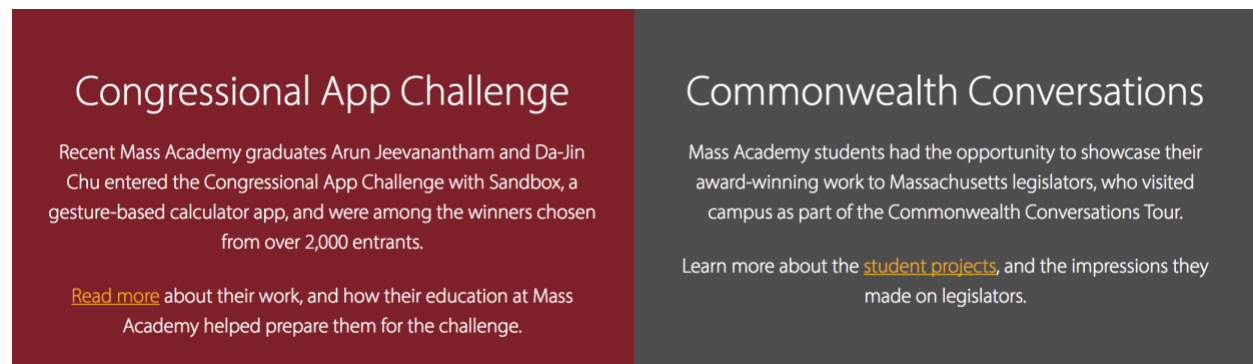 Congressional App Challenge
Recent Mass Academy graduates Arun Jeevanantham and Da-Jin
Chu entered the Congressional App Challenge with Sandbox, a
gesture-based calculator app, and were among the winners chosen
from over 2,000 entrants.
Read more about their work, and how their education at Mass
Academy helped prepare them for the challenge.
Commonwealth Conversations
Mass Academy students had the opportunity to showcase their
award-winning work to Massachusetts legislators, who visited
campus as part of the Commonwealth Conversations Tour.
Learn more about the student projects, and the impressions they
made on legislators.